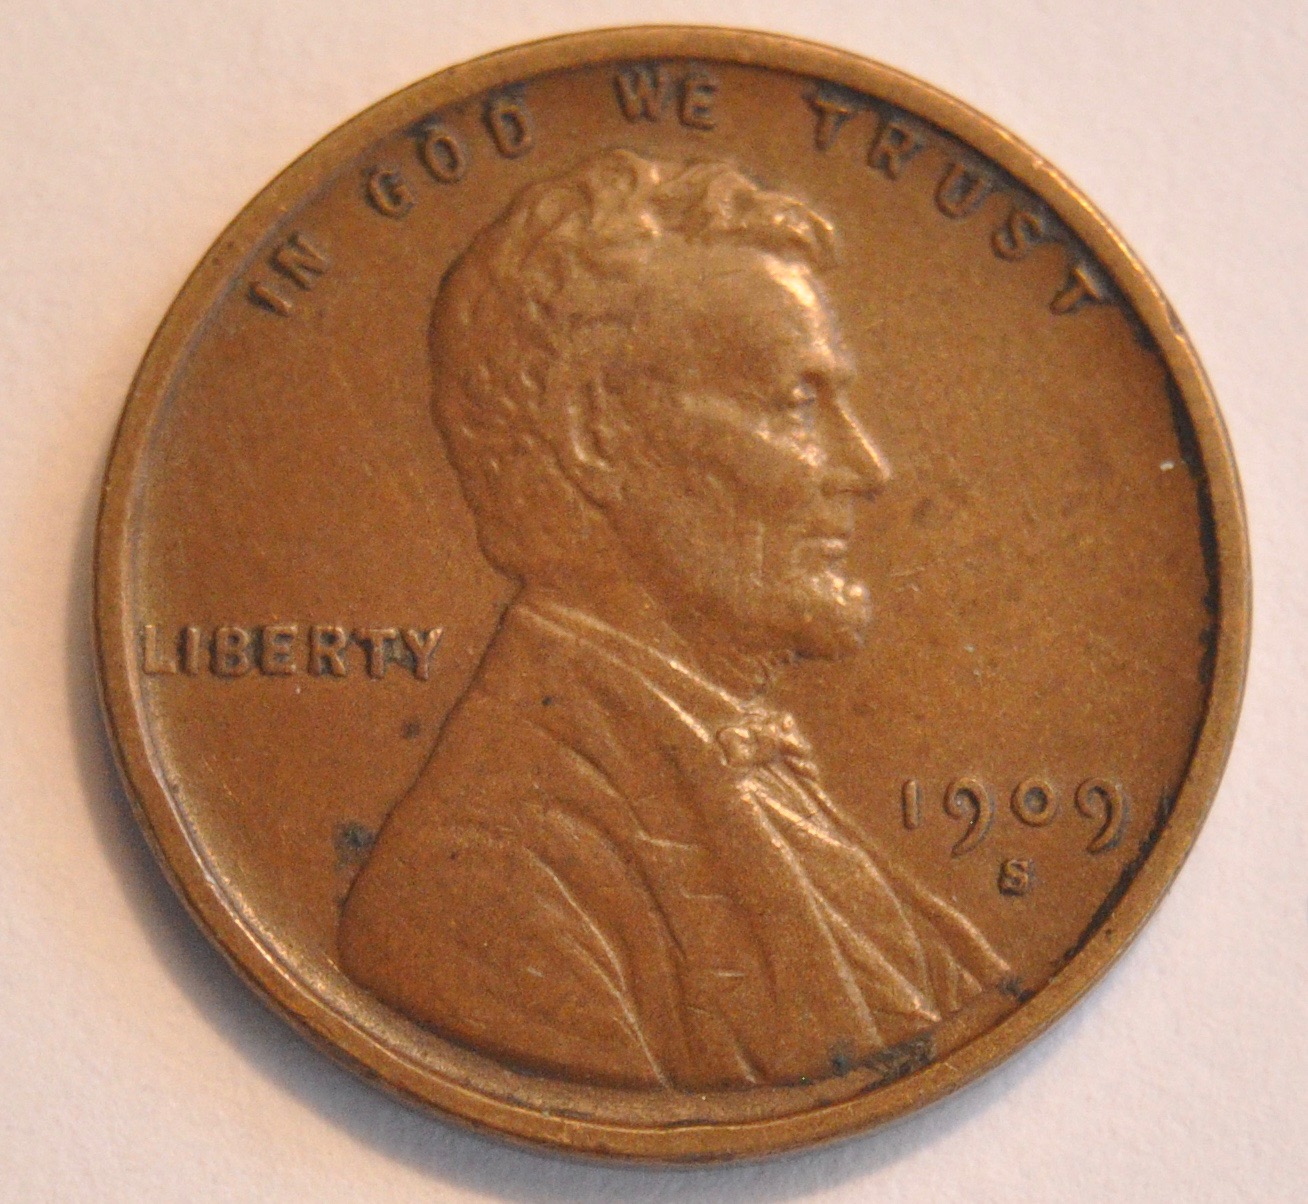 IN GOD WE TRUST
LIBERTY
1909
S